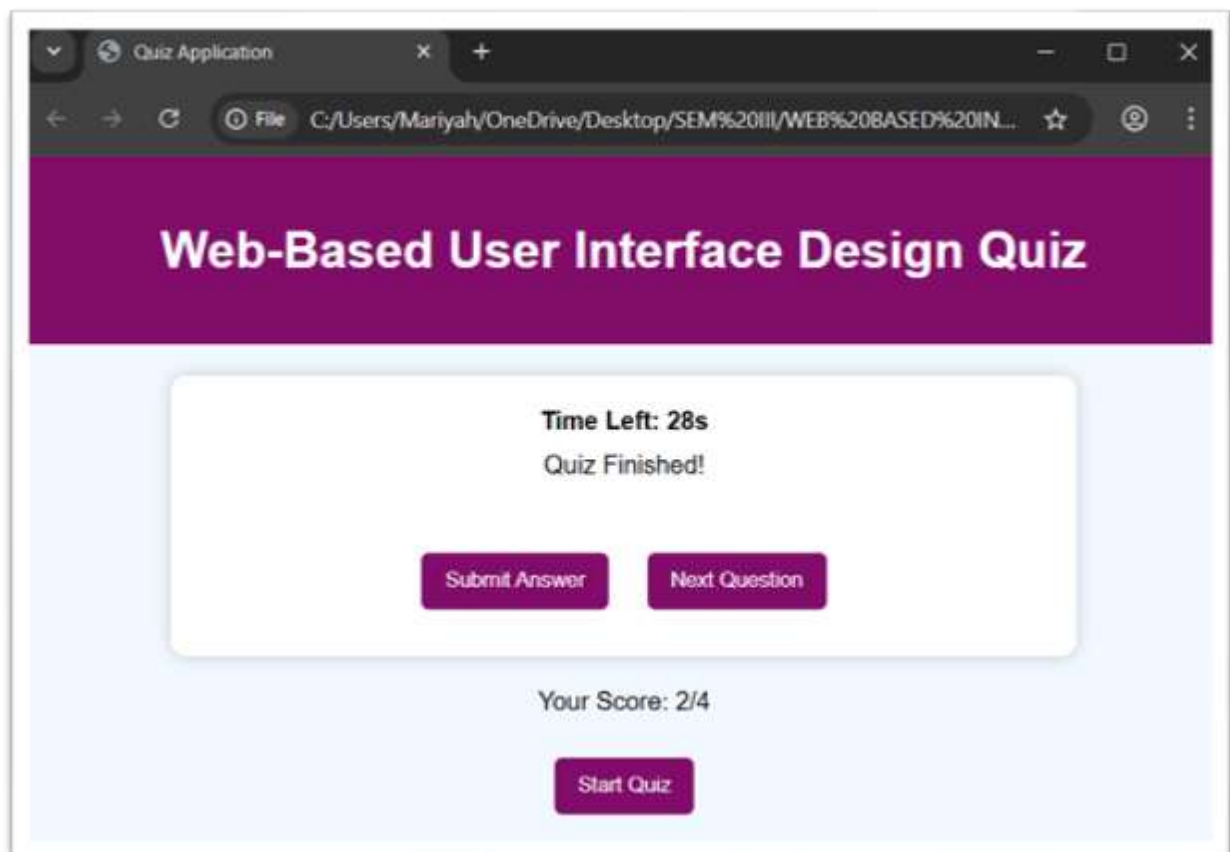 Quiz Application
File C:/Users/Mariyah/OneDrive/Desktop/SEM%20III/WEB%20BASED%20IN...
Web-Based User Interface Design Quiz
Time Left: 28s
Quiz Finished!
Submit Answer Next Question
Your Score: 2/4
Start Quiz